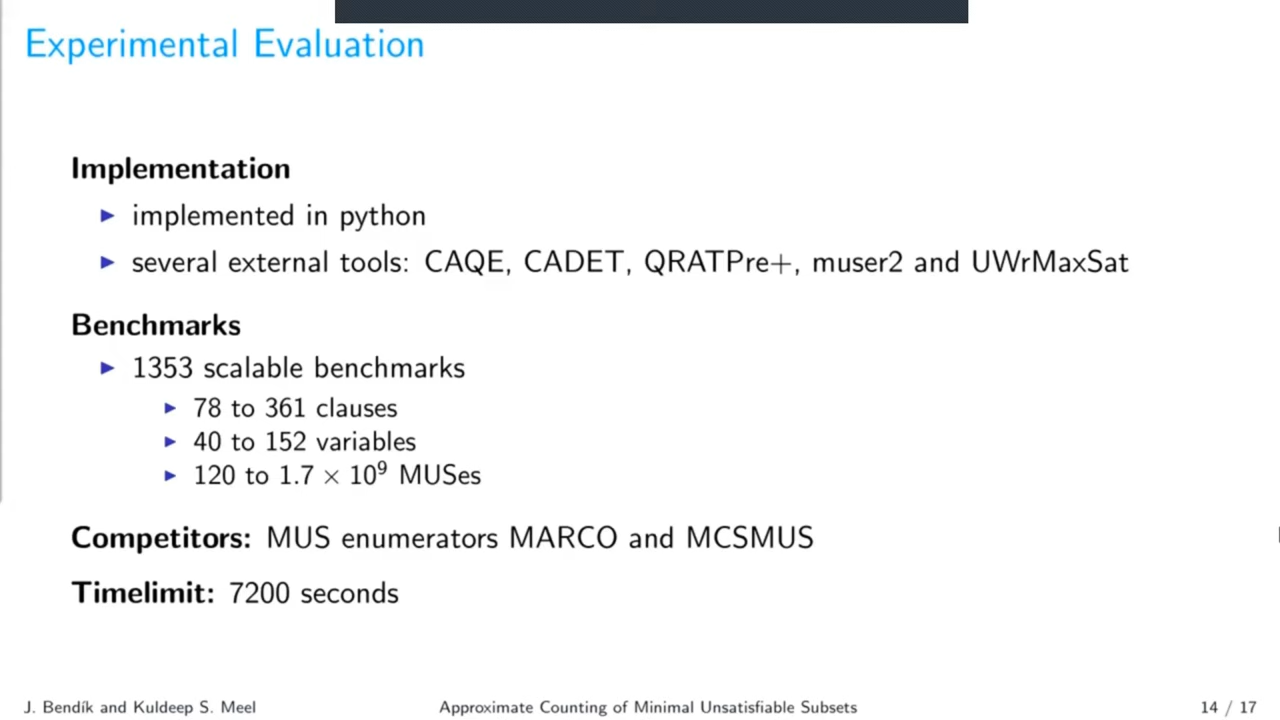 Experimental Evaluation
Implementation
▶ implemented in python
▶ several external tools: CAQE, CADET, QRATPre+, muser2 and UWrMaxSat
Benchmarks
▶ 1353 scalable benchmarks
▶ 78 to 361 clauses
▶ 40 to 152 variables
▶ 120 to 1.7 × 10⁹ MUSes
Competitors: MUS enumerators MARCO and MCSMUS
Timelimit: 7200 seconds
J. Bendík and Kuldeep S. Meel
Approximate Counting of Minimal Unsatisfiable Subsets
14 / 17